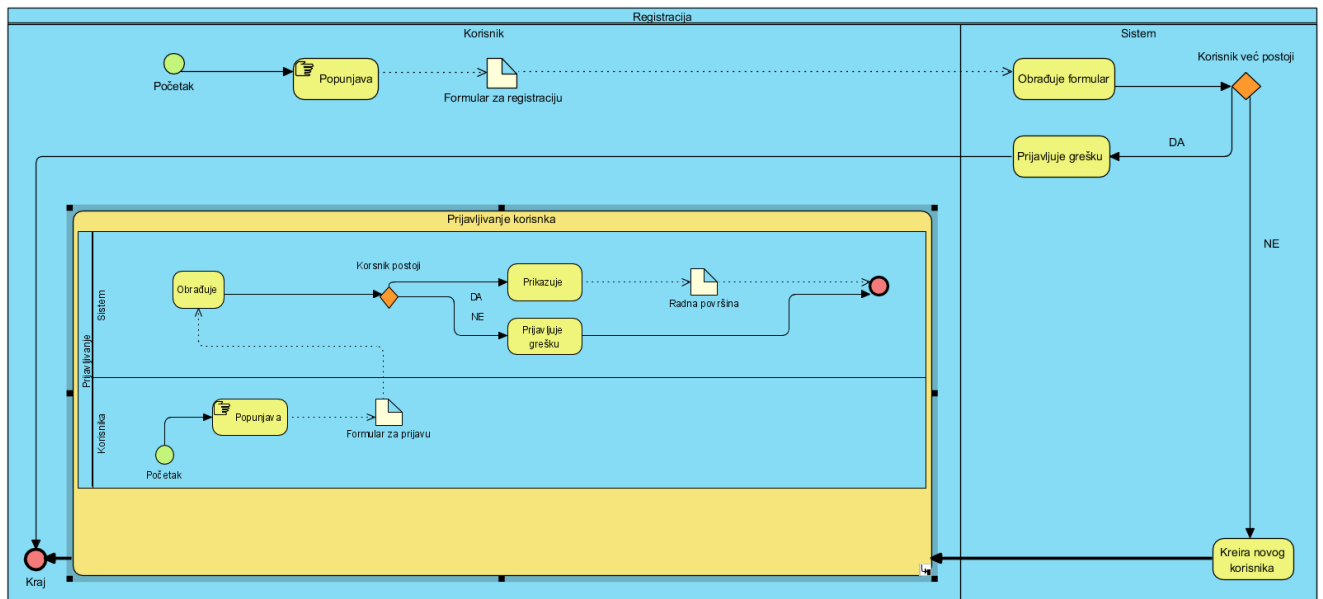 Registracija
Korisnik
Sistem
Početak
Popunjava
Formular za registraciju
Obrađuje formular
Korisnik već postoji
Prijavljuje grešku
DA
NE
Prijavljivanje korisnka
Prijavljivanje
Sistem
Obrađuje
Korsnik postoji
DA
NE
Prikazuje
Radna površina
Prijavljuje
grešku
Korisnika
Početak
Popunjava
Formular za prijavu
Kraj
Kreira novog
korisnika